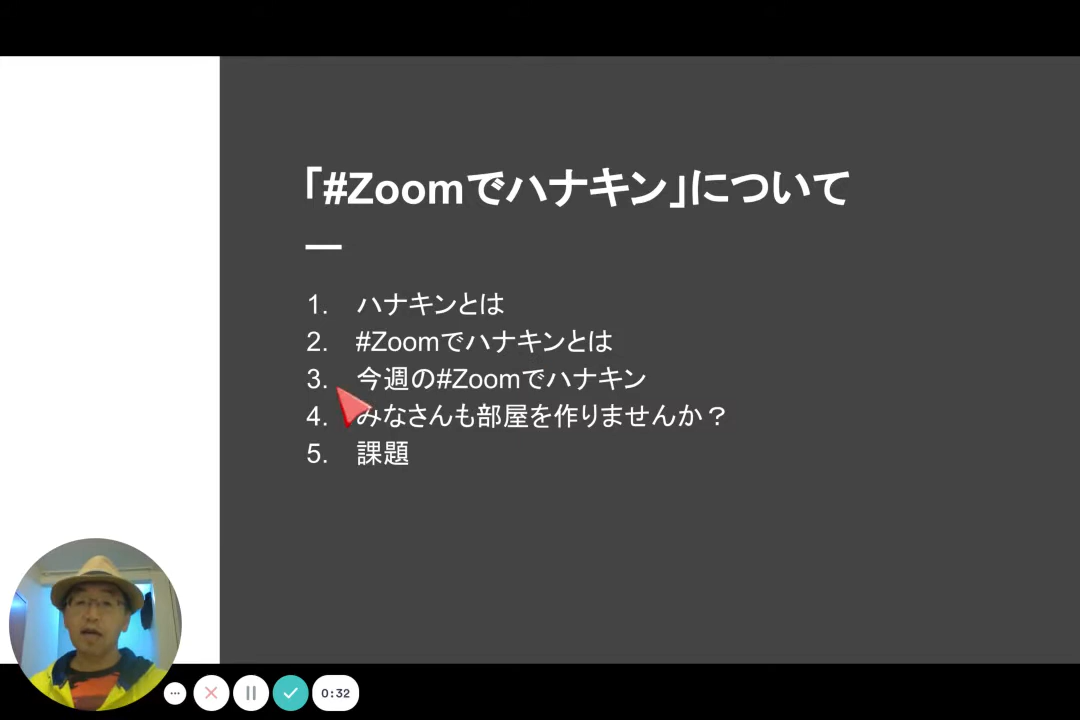 「#Zoomでハナキン」について
1. ハナキンとは
2. #Zoomでハナキンとは
3. 今週の#Zoomでハナキン
4. みなさんも部屋を作りませんか？
5. 課題
0:32